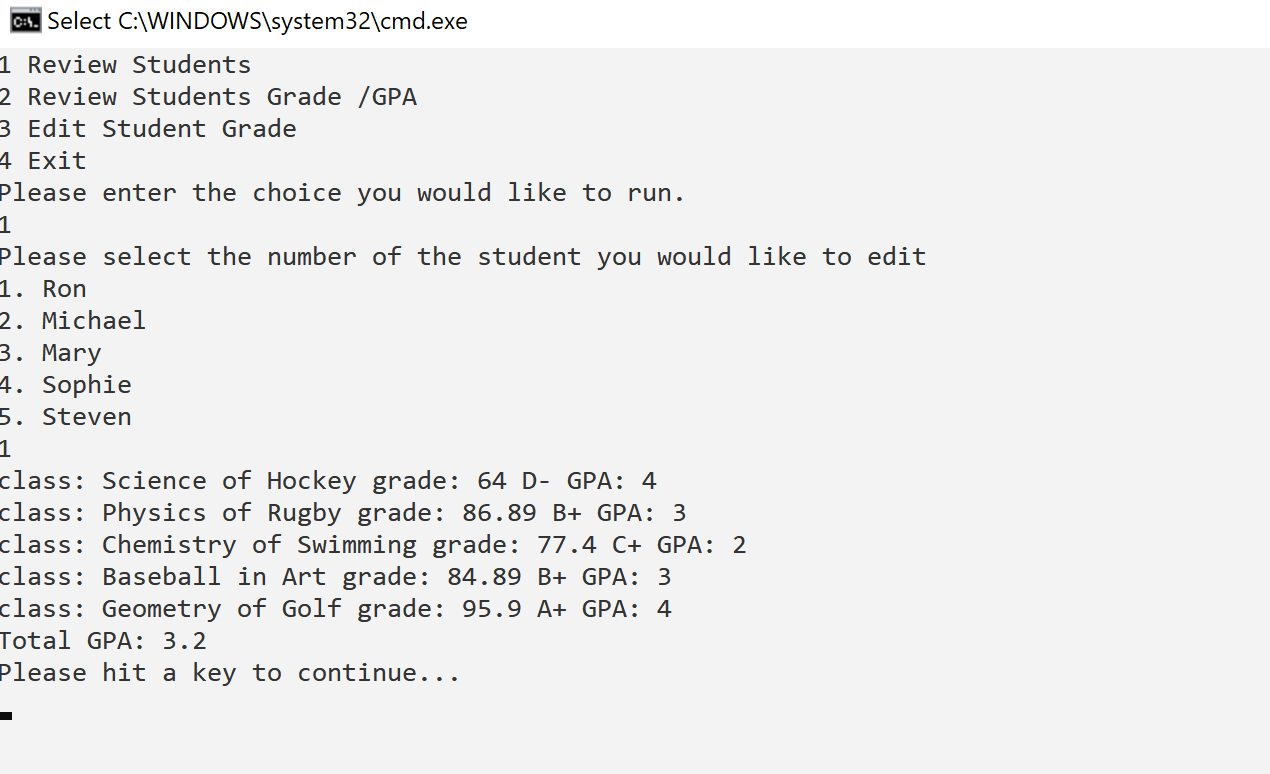 Select C:\WINDOWS\system32\cmd.exe
1 Review Students
2 Review Students Grade /GPA
3 Edit Student Grade
4 Exit
Please enter the choice you would like to run.
1
Please select the number of the student you would like to edit
1. Ron
2. Michael
3. Mary
4. Sophie
5. Steven
1
class: Science of Hockey grade: 64 D- GPA: 4
class: Physics of Rugby grade: 86.89 B+ GPA: 3
class: Chemistry of Swimming grade: 77.4 C+ GPA: 2
class: Baseball in Art grade: 84.89 B+ GPA: 3
class: Geometry of Golf grade: 95.9 A+ GPA: 4
Total GPA: 3.2
Please hit a key to continue...